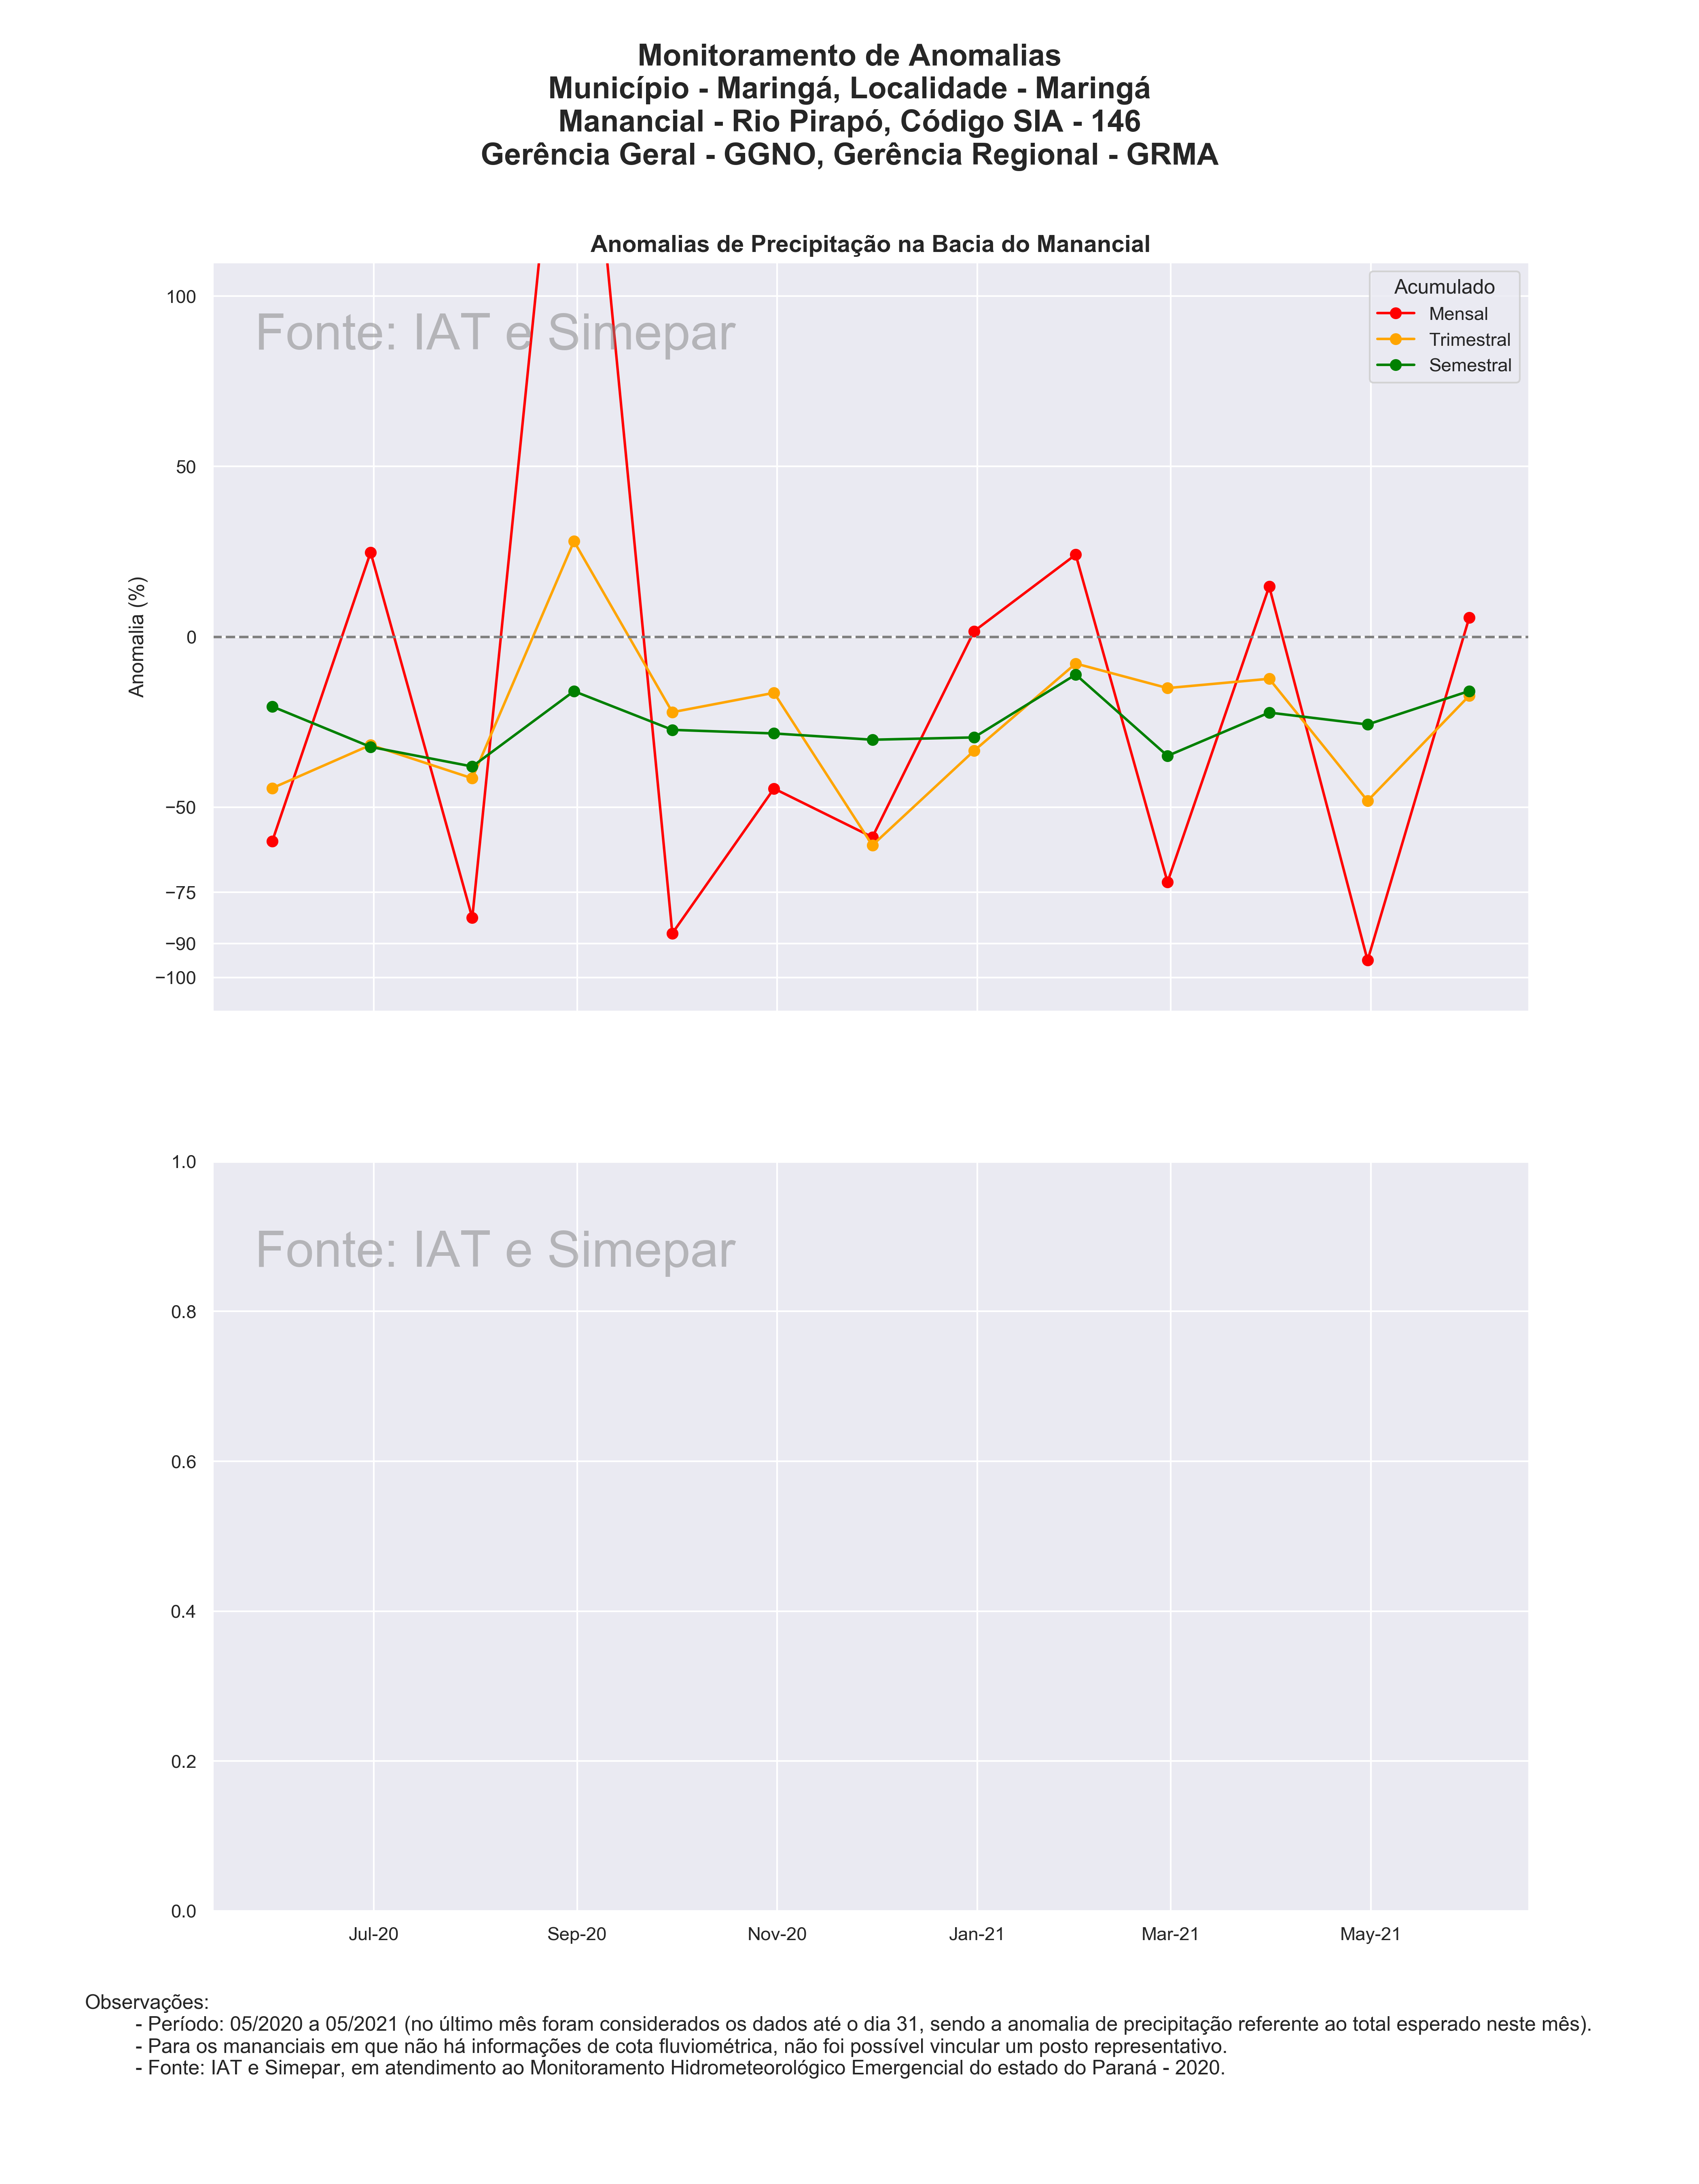 Monitoramento de Anomalias
Município - Maringá, Localidade - Maringá
Manancial - Rio Pirapó, Código SIA - 146
Gerência Geral - GGNO, Gerência Regional - GRMA
Anomalias de Precipitação na Bacia do Manancial
Fonte: IAT e Simepar
Acumulado
Mensal
Trimestral
Semestral
Anomalia (%)
100
50
0
−50
−75
−90
−100
Fonte: IAT e Simepar
1.0
0.8
0.6
0.4
0.2
0.0
Jul-20 Sep-20 Nov-20 Jan-21 Mar-21 May-21
Observações:
- Período: 05/2020 a 05/2021 (no último mês foram considerados os dados até o dia 31, sendo a anomalia de precipitação referente ao total esperado neste mês).
- Para os mananciais em que não há informações de cota fluviométrica, não foi possível vincular um posto representativo.
- Fonte: IAT e Simepar, em atendimento ao Monitoramento Hidrometeorológico Emergencial do estado do Paraná - 2020.